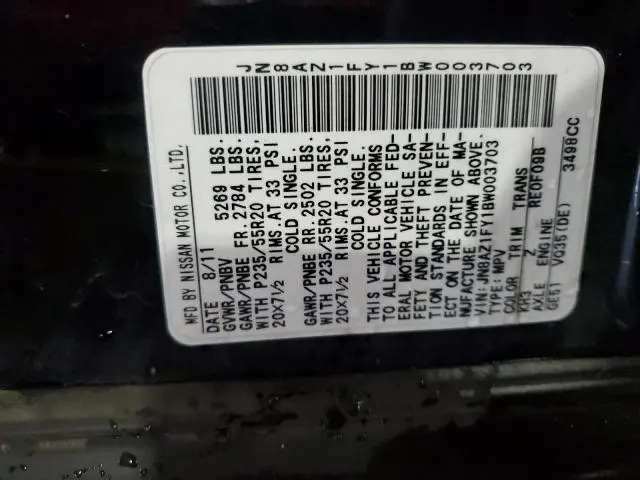 JN8AZ1FY1BW003703
MFD BY NISSAN MOTOR CO.,LTD.
DATE 8/11
GVWR/PNBV 5269 LBS.
GAWR/PNBE FR. 2784 LBS.
WITH P235/55R20 TIRES,
20X7½ RIMS.AT 33 PSI
COLD SINGLE.
GAWR/PNBE RR. 2502 LBS.
WITH P235/55R20 TIRES,
20X7½ RIMS.AT 33 PSI
COLD SINGLE.
THIS VEHICLE CONFORMS
TO ALL APPLICABLE FED-
ERAL MOTOR VEHICLE SA-
FETY AND THEFT PREVEN-
TION STANDARDS IN EFF-
ECT ON THE DATE OF MA-
NUFACTURE SHOWN ABOVE.
VIN:JN8AZ1FY1BW003703
TYPE: MPV
COLOR TRIM TRANS
KH3 Z RE0F09B
AXLE ENGINE
GE61 VQ35(DE) 3498CC